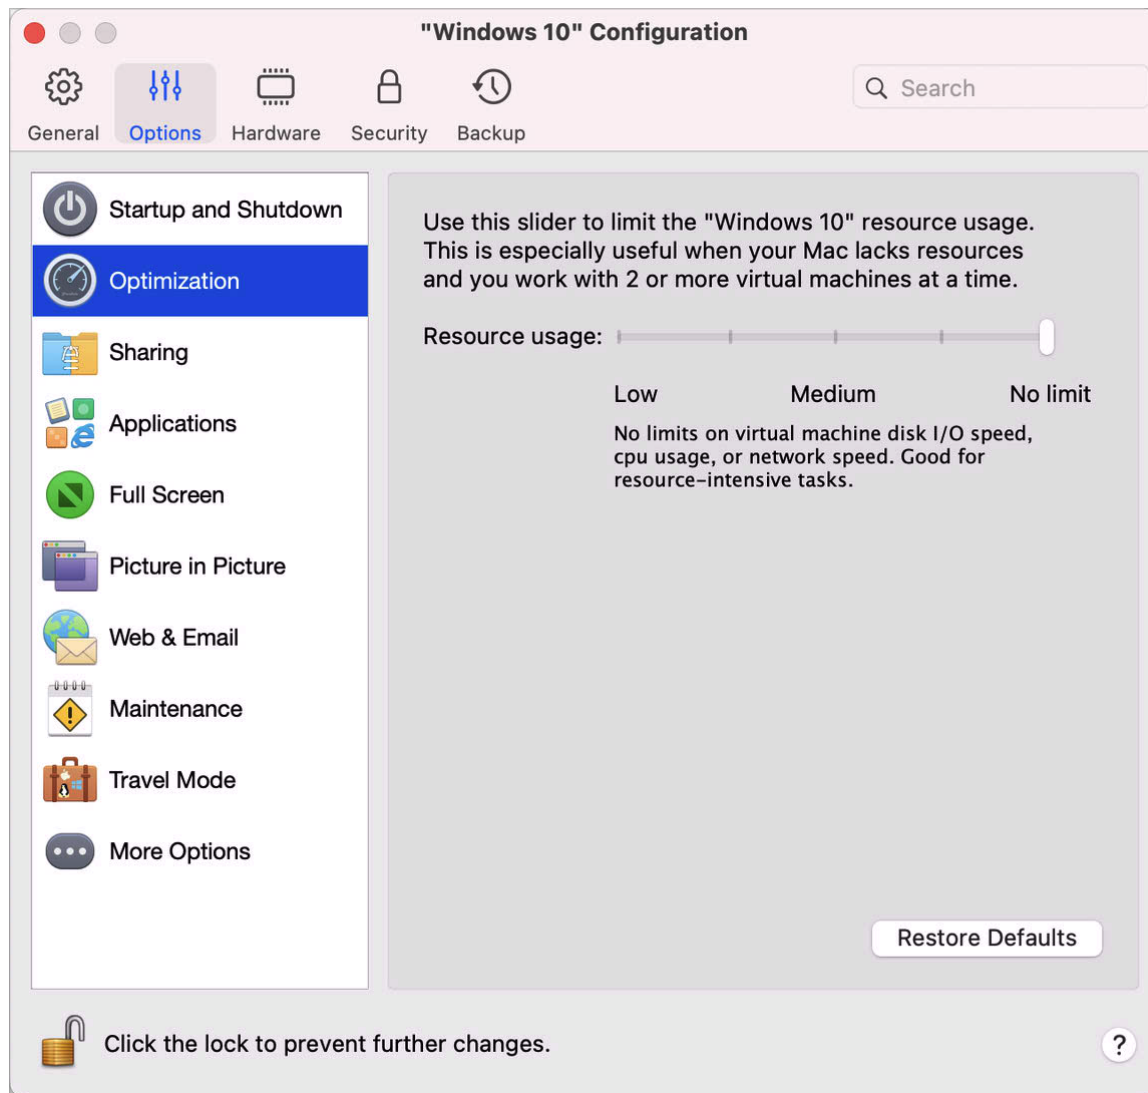 "Windows 10" Configuration
General
Options
Hardware
Security
Backup
Search
Startup and Shutdown
Optimization
Sharing
Applications
Full Screen
Picture in Picture
Web & Email
Maintenance
Travel Mode
More Options
Use this slider to limit the "Windows 10" resource usage.
This is especially useful when your Mac lacks resources
and you work with 2 or more virtual machines at a time.
Resource usage:
Low
Medium
No limit
No limits on virtual machine disk I/O speed,
cpu usage, or network speed. Good for
resource-intensive tasks.
Restore Defaults
Click the lock to prevent further changes.
?